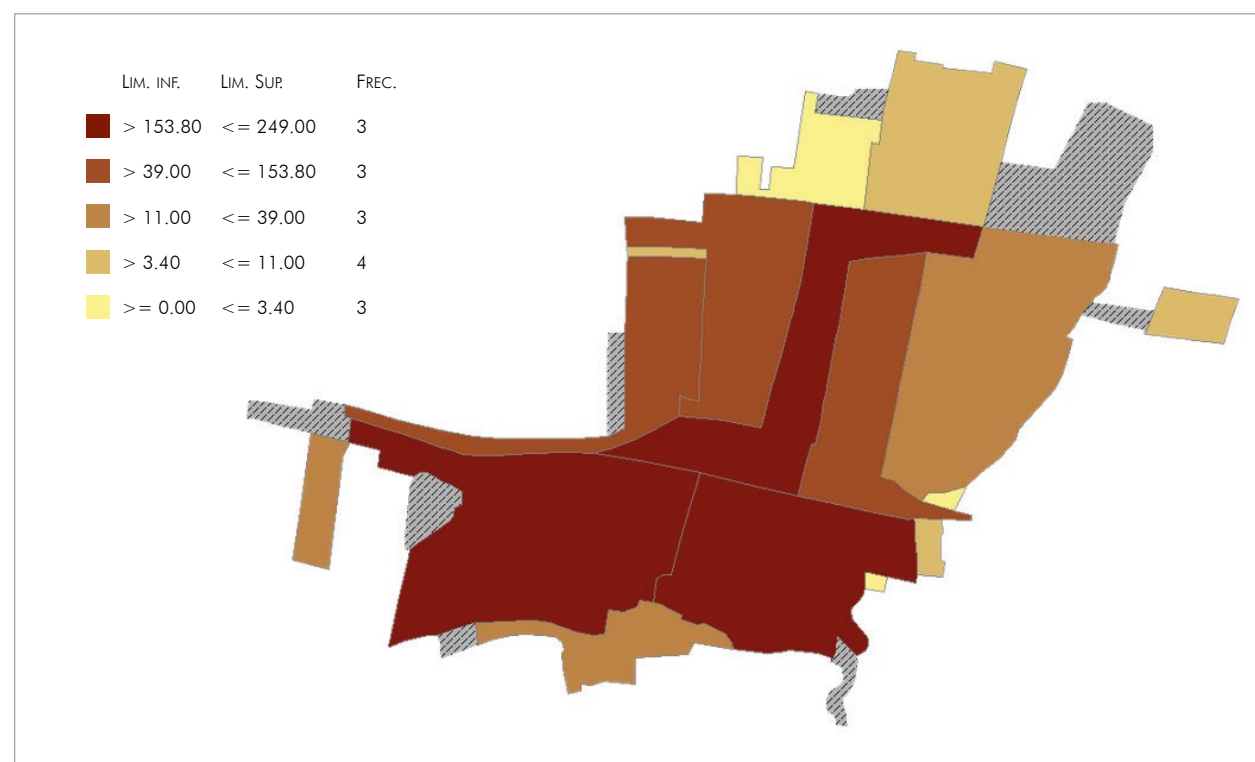 LIM. INF. LIM. SUP. FREC.
> 153.80 <= 249.00 3
> 39.00 <= 153.80 3
> 11.00 <= 39.00 3
> 3.40 <= 11.00 4
>= 0.00 <= 3.40 3